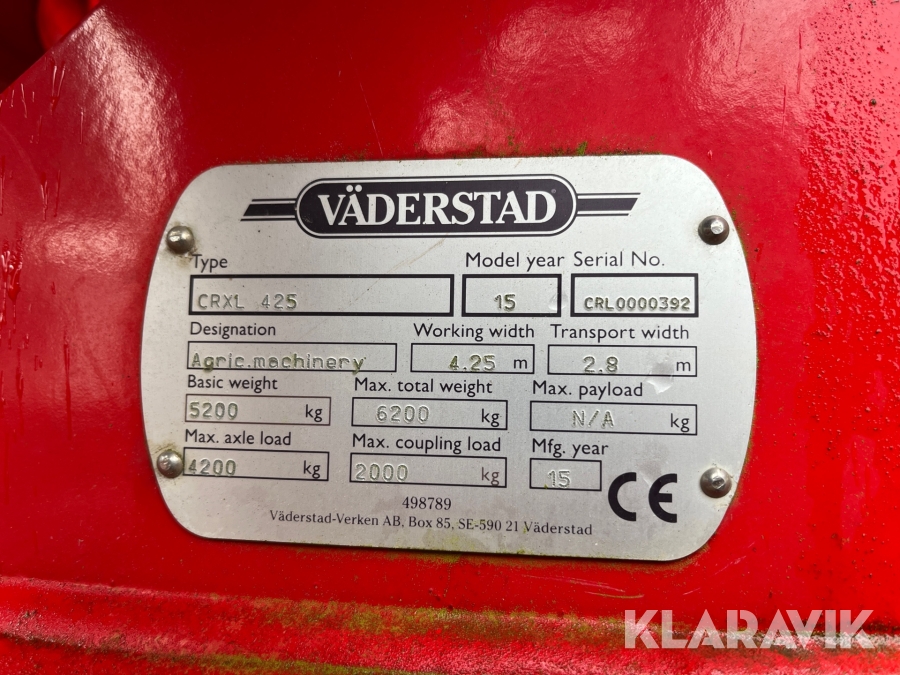 VÄDERSTAD
Type Model year Serial No.
CRXL 425 15 CRL0000392
Designation Working width Transport width
Agric.machinery 4.25 m 2.8 m
Basic weight Max. total weight Max. payload
5200 kg 6200 kg N/A kg
Max. axle load Max. coupling load Mfg. year
4200 kg 2000 kg 15 CE
498789
Väderstad-Verken AB, Box 85, SE-590 21 Väderstad
KLARAVIK